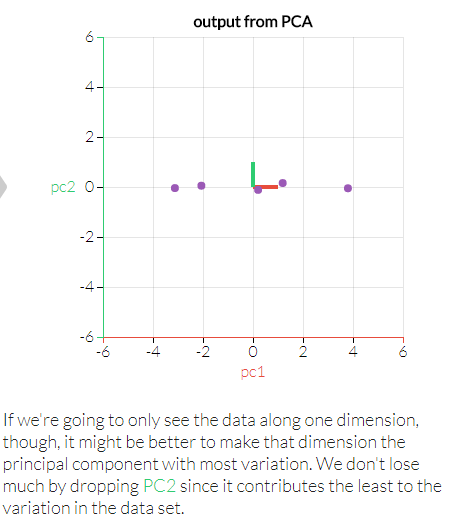 output from PCA
6
4
2
pc2 0
-2
-4
-6
-6 -4 -2 0 2 4 6
pc1
If we're going to only see the data along one dimension,
though, it might be better to make that dimension the
principal component with most variation. We don't lose
much by dropping PC2 since it contributes the least to the
variation in the data set.